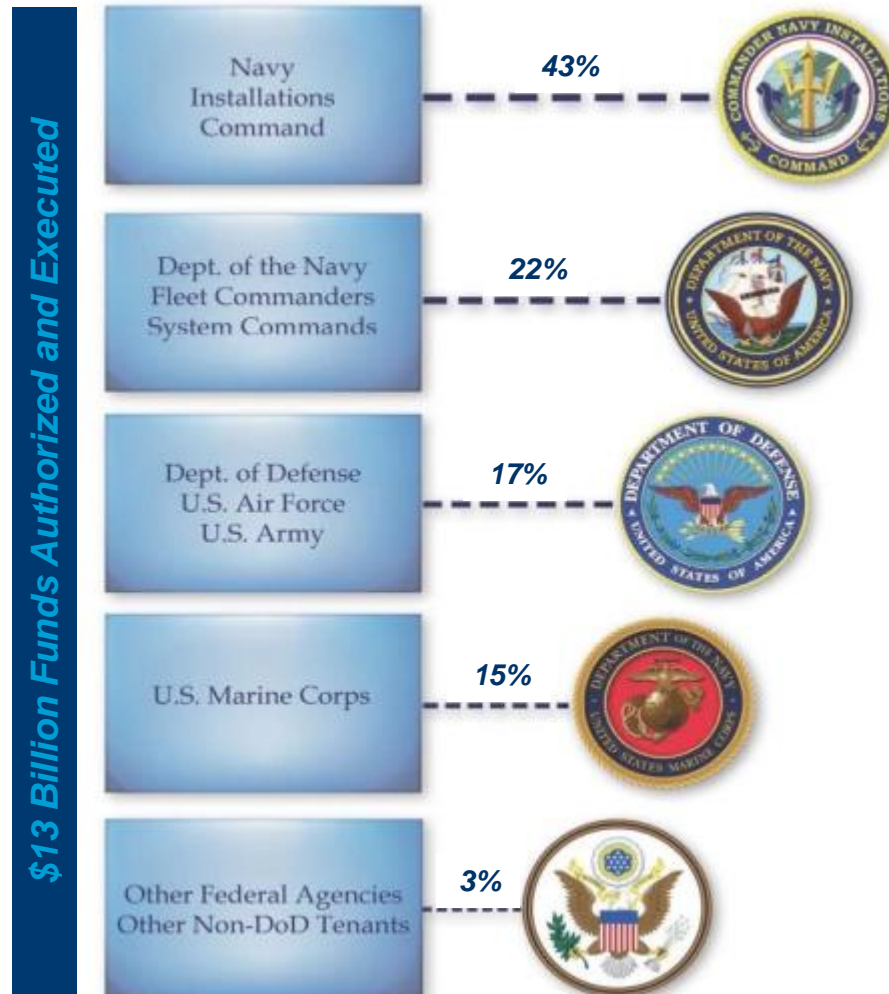 $13 Billion Funds Authorized and Executed
Navy
Installations
Command
43%
COMMANDER NAVY INSTALLATIONS
COMMAND
Dept. of the Navy
Fleet Commanders
System Commands
22%
DEPARTMENT OF THE NAVY
UNITED STATES OF AMERICA
Dept. of Defense
U.S. Air Force
U.S. Army
17%
DEPARTMENT OF DEFENSE
UNITED STATES OF AMERICA
U.S. Marine Corps
15%
DEPARTMENT OF THE NAVY
UNITED STATES MARINE CORPS
Other Federal Agencies
Other Non-DoD Tenants
3%